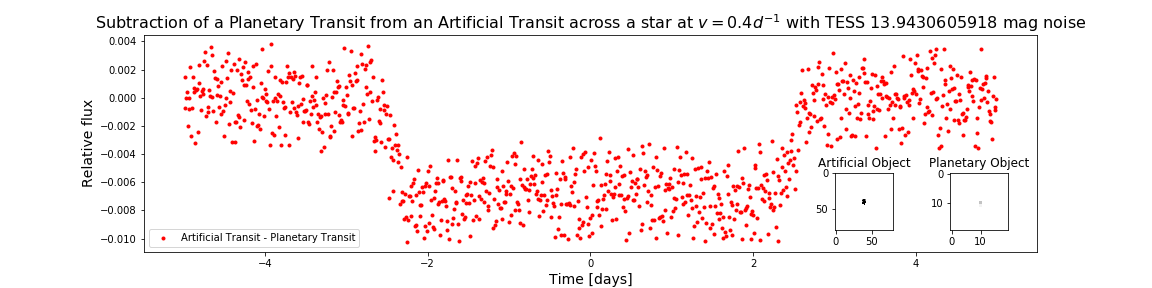 Subtraction of a Planetary Transit from an Artificial Transit across a star at v = 0.4d⁻¹ with TESS 13.9430605918 mag noise
0.004
0.002
0.000
−0.002
−0.004
−0.006
−0.008
−0.010
Relative flux
Artificial Object
0
50
0 50
Planetary Object
0
10
0 10
Artificial Transit - Planetary Transit
−4 −2 0 2 4
Time [days]